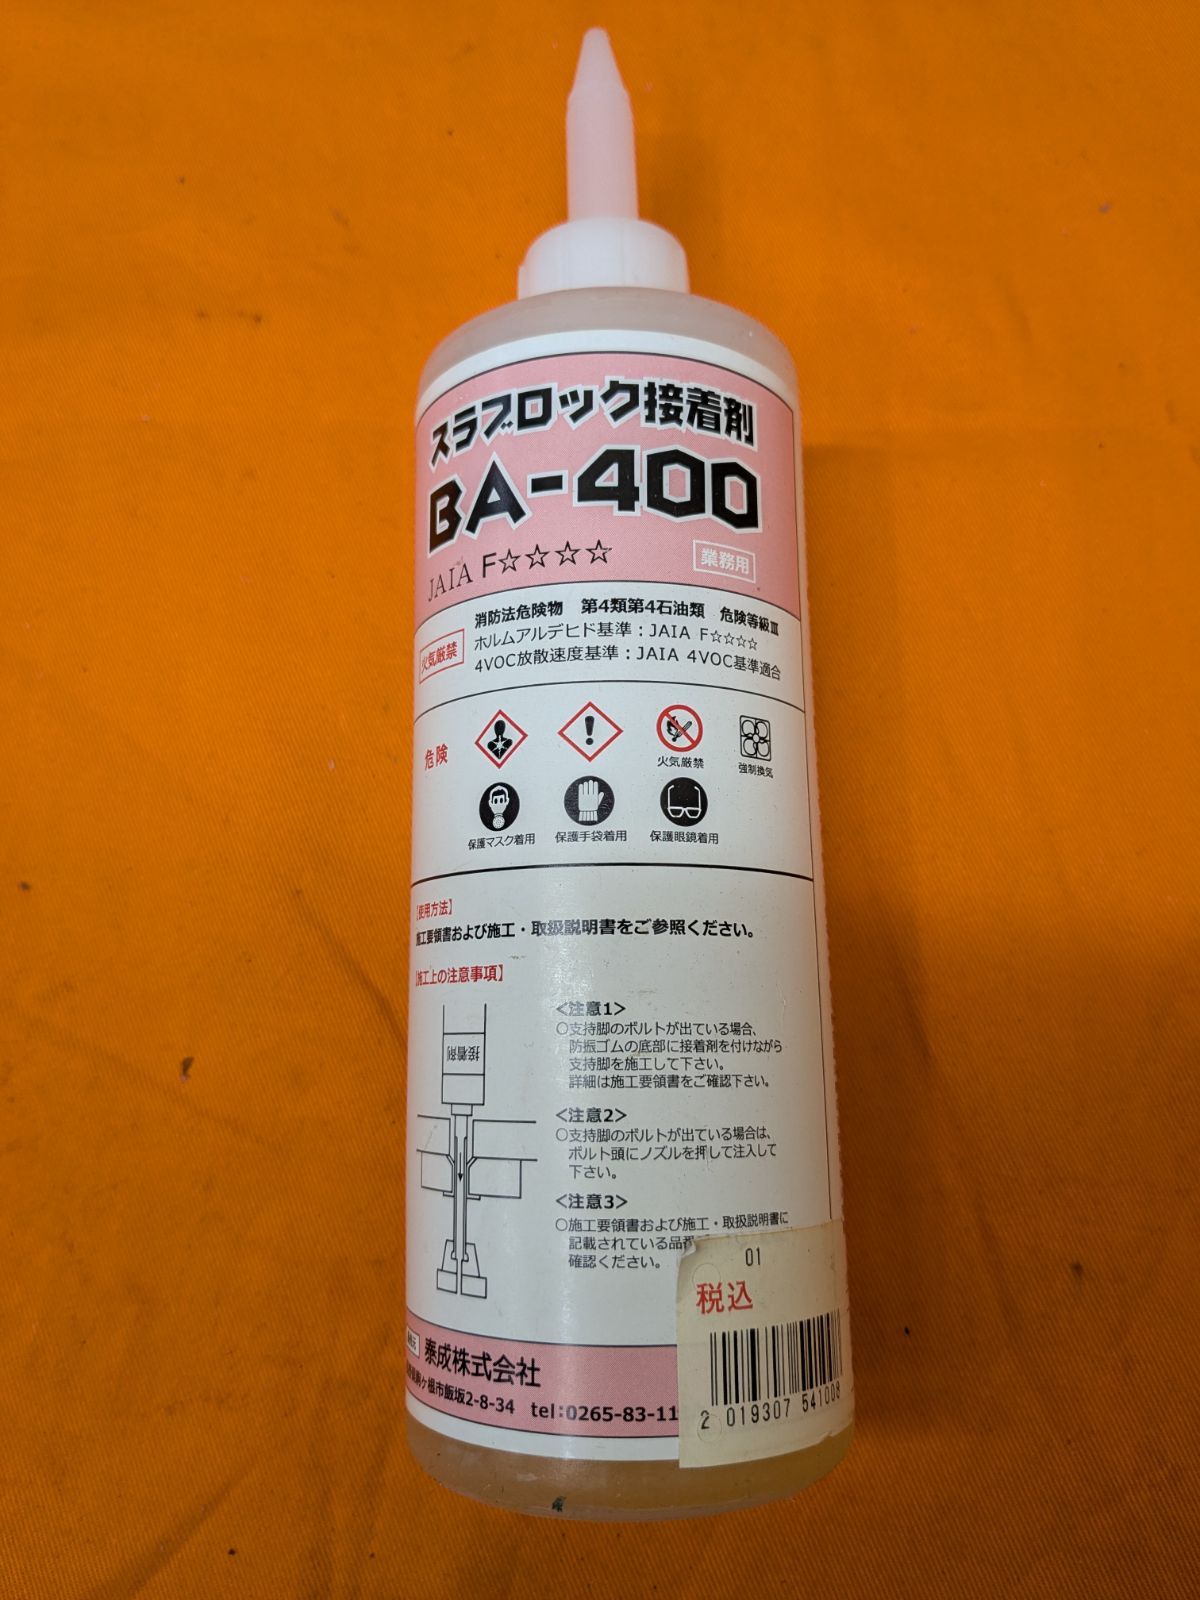 スラブロック接着剤
BA-400
JAIA F☆☆☆☆
業務用
火気厳禁
消防法危険物　第4類第4石油類　危険等級Ⅲ
ホルムアルデヒド基準：JAIA F☆☆☆☆
4VOC放散速度基準：JAIA 4VOC基準適合
危険
火気厳禁
強制換気
保護マスク着用
保護手袋着用
保護眼鏡着用
【使用方法】
施工要領書および施工・取扱説明書をご参照ください。
【施工上の注意事項】
接着剤
<注意1>
○支持脚のボルトが出ている場合、
防振ゴムの底部に接着剤を付けながら
支持脚を施工して下さい。
詳細は施工要領書をご確認下さい。
<注意2>
○支持脚のボルトが出ている場合は、
ボルト頭にノズルを押して注入して
下さい。
<注意3>
○施工要領書および施工・取扱説明書に
記載されている品番
確認ください。
01
税込
2 019307 541008
泰成株式会社
駒ヶ根市飯坂2-8-34 tel:0265-83-11